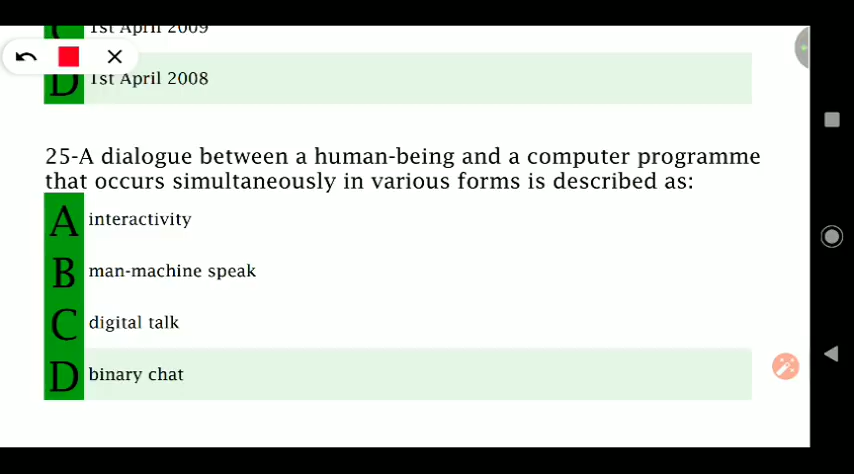 C 1st April 2009
D 1st April 2008
25-A dialogue between a human-being and a computer programme
that occurs simultaneously in various forms is described as:
A interactivity
B man-machine speak
C digital talk
D binary chat